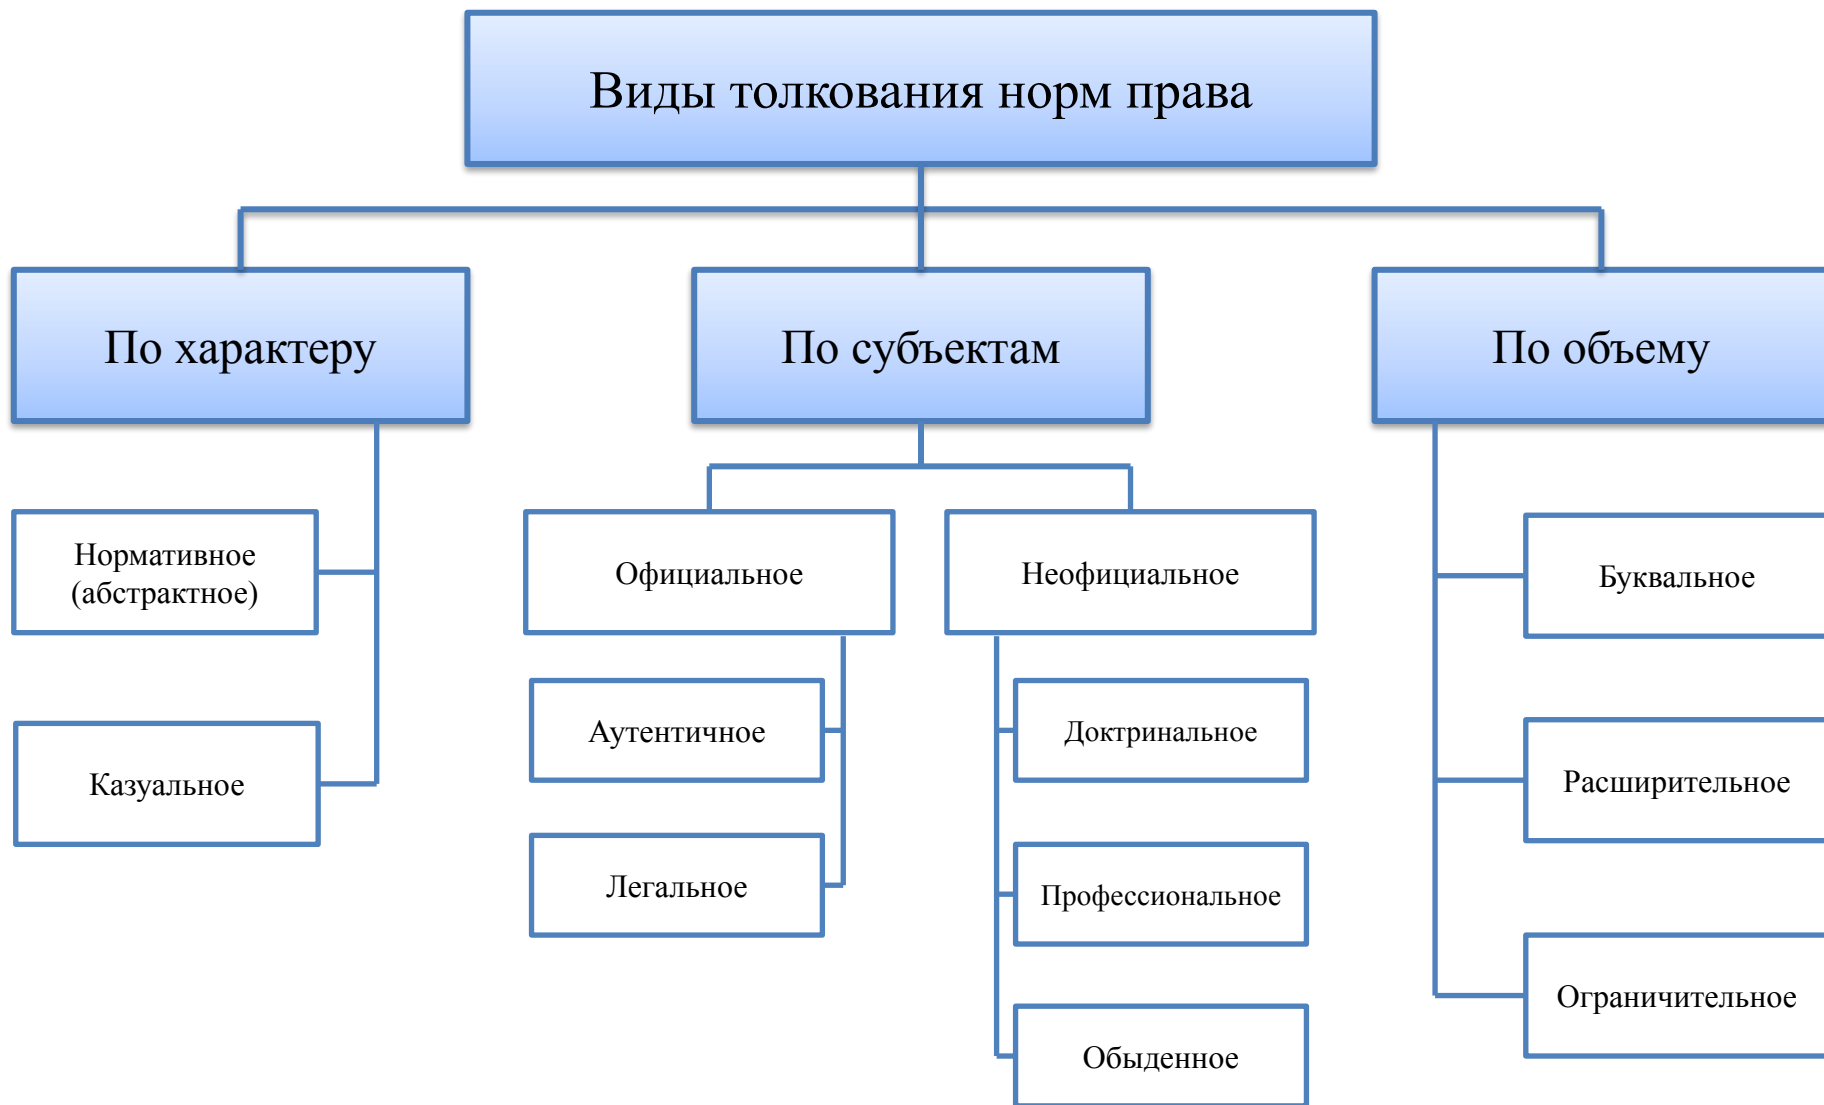 Виды толкования норм права
По характеру
По субъектам
По объему
Нормативное
(абстрактное)
Казуальное
Официальное
Неофициальное
Аутентичное
Легальное
Доктринальное
Профессиональное
Обыденное
Буквальное
Расширительное
Ограничительное